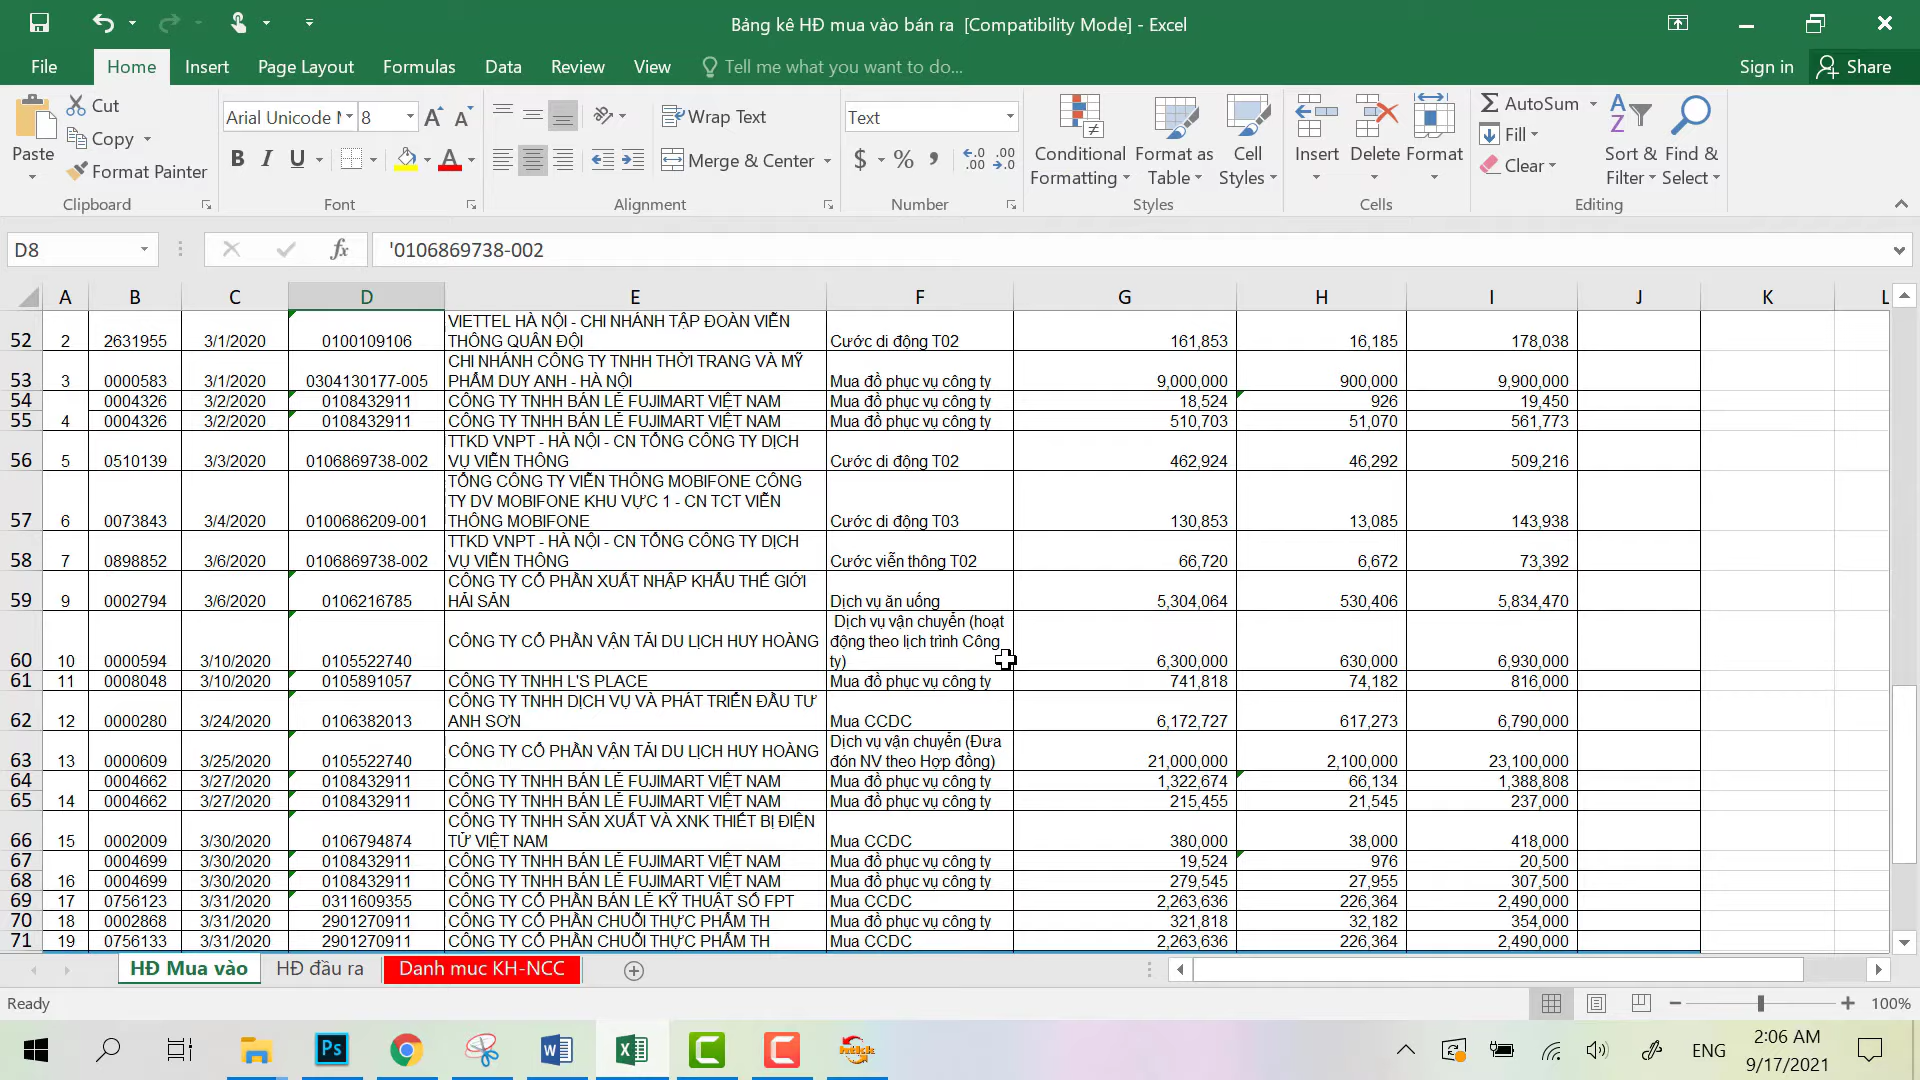 Bảng kê HĐ mua vào bán ra  [Compatibility Mode] - Excel
File Home Insert Page Layout Formulas Data Review View Tell me what you want to do... Sign in Share
Paste Cut Copy Format Painter Clipboard
Arial Unicode M 8 B I U A Font
Wrap Text Merge & Center Alignment
Text $ % , Number
Conditional Formatting Format as Table Cell Styles Styles
Insert Delete Format Cells
AutoSum Fill Clear Sort & Filter Find & Select Editing
D8 fx '0106869738-002
A B C D E F G H I J K L
52 2 2631955 3/1/2020 0100109106 VIETTEL HÀ NỘI - CHI NHÁNH TẬP ĐOÀN VIỄN THÔNG QUÂN ĐỘI Cước di động T02 161,853 16,185 178,038
53 3 0000583 3/1/2020 0304130177-005 CHI NHÁNH CÔNG TY TNHH THỜI TRANG VÀ MỸ PHẨM DUY ANH - HÀ NỘI Mua đồ phục vụ công ty 9,000,000 900,000 9,900,000
54 0004326 3/2/2020 0108432911 CÔNG TY TNHH BÁN LẺ FUJIMART VIỆT NAM Mua đồ phục vụ công ty 18,524 926 19,450
55 4 0004326 3/2/2020 0108432911 CÔNG TY TNHH BÁN LẺ FUJIMART VIỆT NAM Mua đồ phục vụ công ty 510,703 51,070 561,773
56 5 0510139 3/3/2020 0106869738-002 TTKD VNPT - HÀ NỘI - CN TỔNG CÔNG TY DỊCH VỤ VIỄN THÔNG Cước di động T02 462,924 46,292 509,216
57 6 0073843 3/4/2020 0100686209-001 TỔNG CÔNG TY VIỄN THÔNG MOBIFONE CÔNG TY DV MOBIFONE KHU VỰC 1 - CN TCT VIỄN THÔNG MOBIFONE Cước di động T03 130,853 13,085 143,938
58 7 0898852 3/6/2020 0106869738-002 TTKD VNPT - HÀ NỘI - CN TỔNG CÔNG TY DỊCH VỤ VIỄN THÔNG Cước viễn thông T02 66,720 6,672 73,392
59 9 0002794 3/6/2020 0106216785 CÔNG TY CỔ PHẦN XUẤT NHẬP KHẨU THẾ GIỚI HẢI SẢN Dịch vụ ăn uống 5,304,064 530,406 5,834,470
60 10 0000594 3/10/2020 0105522740 CÔNG TY CỔ PHẦN VẬN TẢI DU LỊCH HUY HOÀNG Dịch vụ vận chuyển (hoạt động theo lịch trình Công ty) 6,300,000 630,000 6,930,000
61 11 0008048 3/10/2020 0105891057 CÔNG TY TNHH L'S PLACE Mua đồ phục vụ công ty 741,818 74,182 816,000
62 12 0000280 3/24/2020 0106382013 CÔNG TY TNHH DỊCH VỤ VÀ PHÁT TRIỂN ĐẦU TƯ ANH SƠN Mua CCDC 6,172,727 617,273 6,790,000
63 13 0000609 3/25/2020 0105522740 CÔNG TY CỔ PHẦN VẬN TẢI DU LỊCH HUY HOÀNG Dịch vụ vận chuyển (Đưa đón NV theo Hợp đồng) 21,000,000 2,100,000 23,100,000
64 0004662 3/27/2020 0108432911 CÔNG TY TNHH BÁN LẺ FUJIMART VIỆT NAM Mua đồ phục vụ công ty 1,322,674 66,134 1,388,808
65 14 0004662 3/27/2020 0108432911 CÔNG TY TNHH BÁN LẺ FUJIMART VIỆT NAM Mua đồ phục vụ công ty 215,455 21,545 237,000
66 15 0002009 3/30/2020 0106794874 CÔNG TY TNHH SẢN XUẤT VÀ XNK THIẾT BỊ ĐIỆN TỬ VIỆT NAM Mua CCDC 380,000 38,000 418,000
67 0004699 3/30/2020 0108432911 CÔNG TY TNHH BÁN LẺ FUJIMART VIỆT NAM Mua đồ phục vụ công ty 19,524 976 20,500
68 16 0004699 3/30/2020 0108432911 CÔNG TY TNHH BÁN LẺ FUJIMART VIỆT NAM Mua đồ phục vụ công ty 279,545 27,955 307,500
69 17 0756123 3/31/2020 0311609355 CÔNG TY CỔ PHẦN BÁN LẺ KỸ THUẬT SỐ FPT Mua CCDC 2,263,636 226,364 2,490,000
70 18 0002868 3/31/2020 2901270911 CÔNG TY CỔ PHẦN CHUỖI THỰC PHẨM TH Mua đồ phục vụ công ty 321,818 32,182 354,000
71 19 0756133 3/31/2020 2901270911 CÔNG TY CỔ PHẦN CHUỖI THỰC PHẨM TH Mua CCDC 2,263,636 226,364 2,490,000
HĐ Mua vào HĐ đầu ra Danh muc KH-NCC
Ready 100%
Ps htkk ENG 2:06 AM
9/17/2021